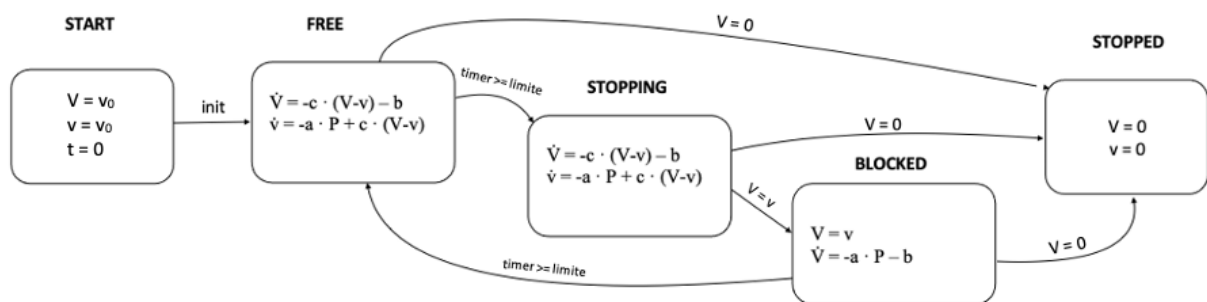 START
V = v₀
v = v₀
t = 0
init
FREE
V̇ = -c · (V-v) – b
v̇ = -a · P + c · (V-v)
V = 0
timer >= limite
STOPPING
V̇ = -c · (V-v) – b
v̇ = -a · P + c · (V-v)
V = 0
V = v
BLOCKED
V = v
V̇ = -a · P – b
timer >= limite
V = 0
STOPPED
V = 0
v = 0